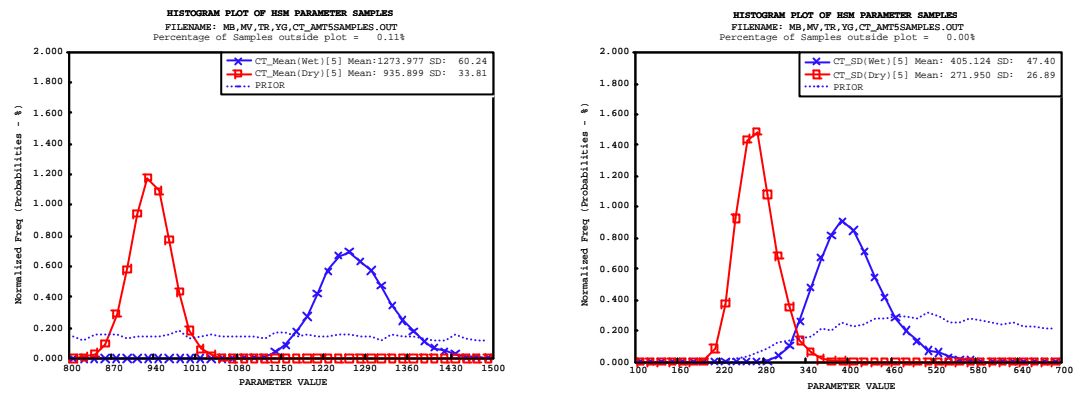 HISTOGRAM PLOT OF HSM PARAMETER SAMPLES
FILENAME: MB,MV,TR,YG,CT_AMT5SAMPLES.OUT
Percentage of Samples outside plot = 0.11%
CT_Mean(Wet)[5] Mean:1273.977 SD: 60.24
CT_Mean(Dry)[5] Mean: 935.899 SD: 33.81
PRIOR
Normalized Freq (Probabilities - %)
2.000
1.800
1.600
1.400
1.200
1.000
0.800
0.600
0.400
0.200
0.000
800 870 940 1010 1080 1150 1220 1290 1360 1430 1500
PARAMETER VALUE
HISTOGRAM PLOT OF HSM PARAMETER SAMPLES
FILENAME: MB,MV,TR,YG,CT_AMT5SAMPLES.OUT
Percentage of Samples outside plot = 0.00%
CT_SD(Wet)[5] Mean: 405.124 SD: 47.40
CT_SD(Dry)[5] Mean: 271.950 SD: 26.89
PRIOR
Normalized Freq (Probabilities - %)
2.000
1.800
1.600
1.400
1.200
1.000
0.800
0.600
0.400
0.200
0.000
100 160 220 280 340 400 460 520 580 640 700
PARAMETER VALUE